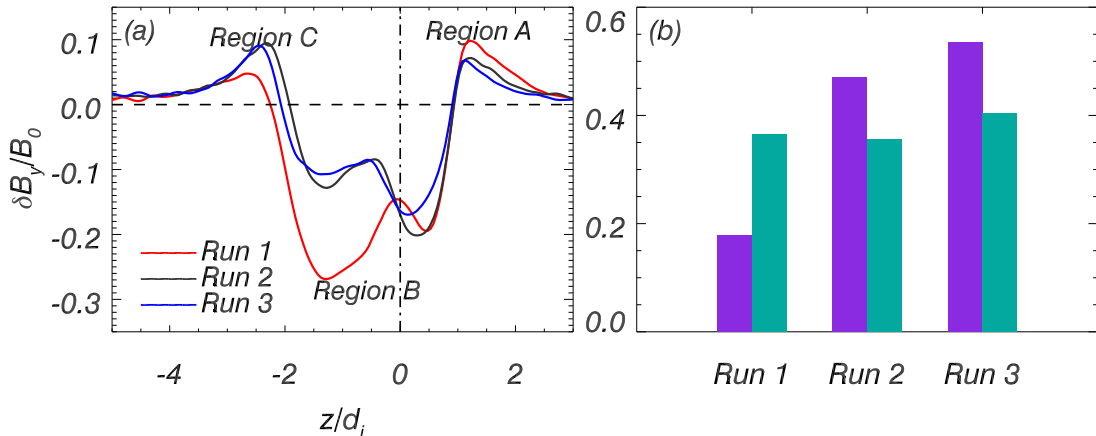 (a)
Region C
Region A
0.1
0.0
-0.1
-0.2
-0.3
δB_y/B_0
Run 1
Run 2
Run 3
Region B
-4 -2 0 2
z/d_i
(b)
0.6
0.4
0.2
0.0
Run 1 Run 2 Run 3